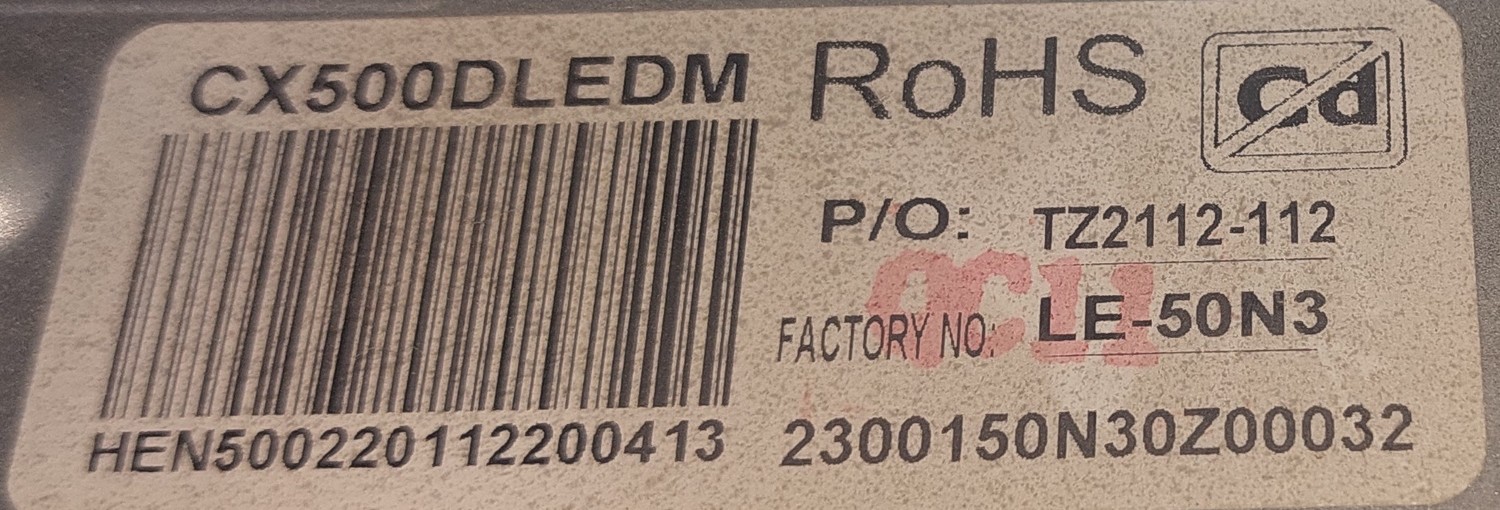 CX500DLEDM
RoHS
Cd
P/O: TZ2112-112
FACTORY NO: LE-50N3
HEN500220112200413
2300150N30Z00032